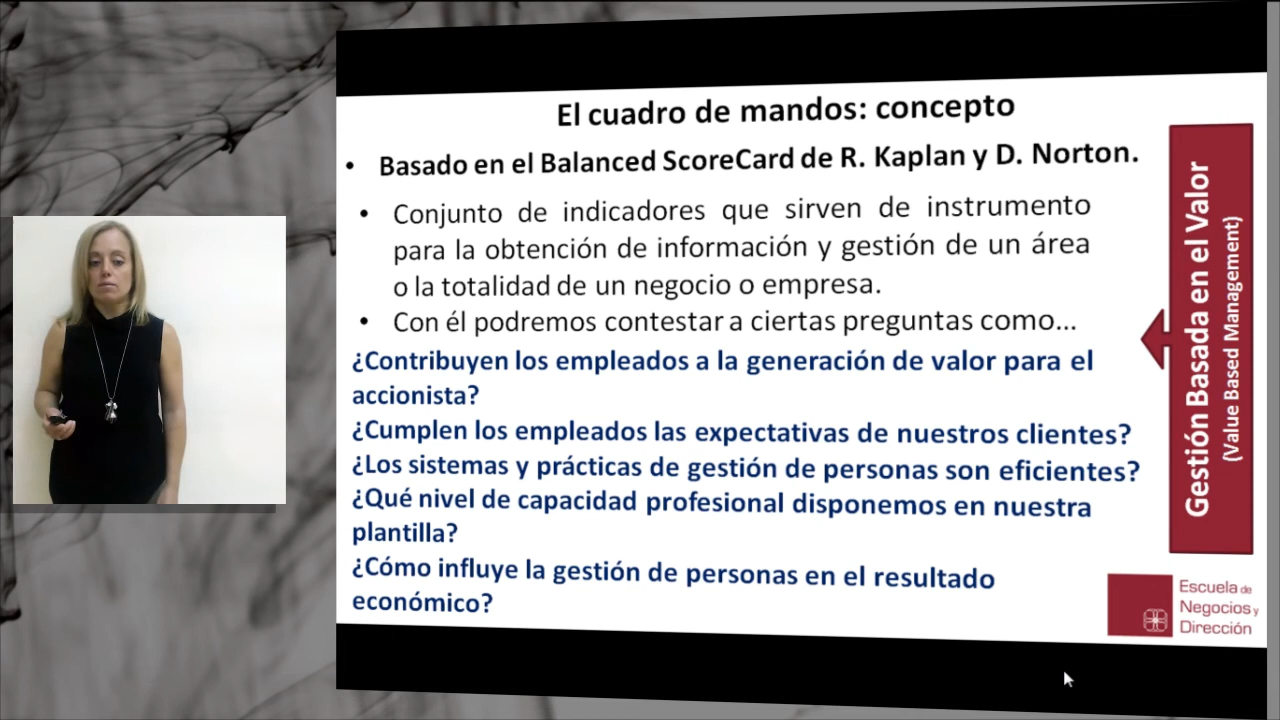 El cuadro de mandos: concepto
• Basado en el Balanced ScoreCard de R. Kaplan y D. Norton.
• Conjunto de indicadores que sirven de instrumento
para la obtención de información y gestión de un área
o la totalidad de un negocio o empresa.
• Con él podremos contestar a ciertas preguntas como...
¿Contribuyen los empleados a la generación de valor para el
accionista?
¿Cumplen los empleados las expectativas de nuestros clientes?
¿Los sistemas y prácticas de gestión de personas son eficientes?
¿Qué nivel de capacidad profesional disponemos en nuestra
plantilla?
¿Cómo influye la gestión de personas en el resultado
económico?
Gestión Basada en el Valor
(Value Based Management)
Escuela de
Negocios y
Dirección